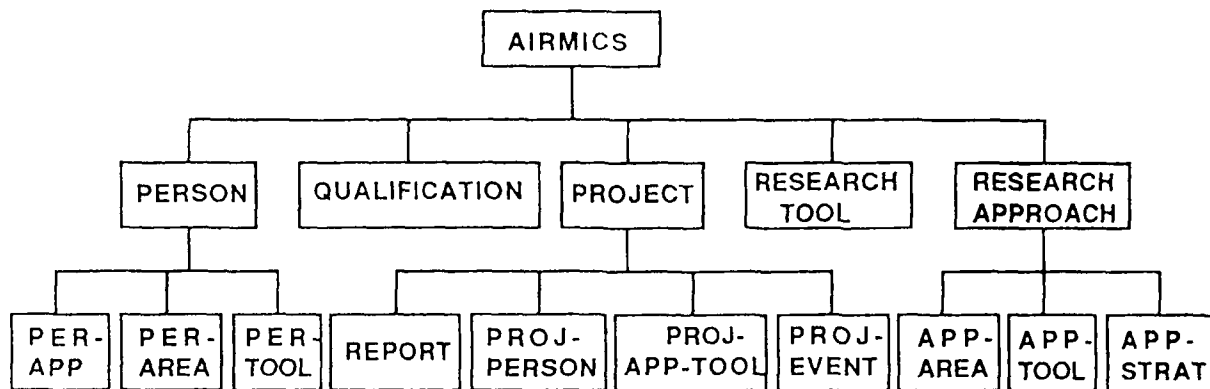 AIRMICS
PERSON
QUALIFICATION
PROJECT
RESEARCH
TOOL
RESEARCH
APPROACH
PER-
APP
PER-
AREA
PER-
TOOL
REPORT
PROJ-
PERSON
PROJ-
APP-TOOL
PROJ-
EVENT
APP-
AREA
APP-
TOOL
APP-
STRAT